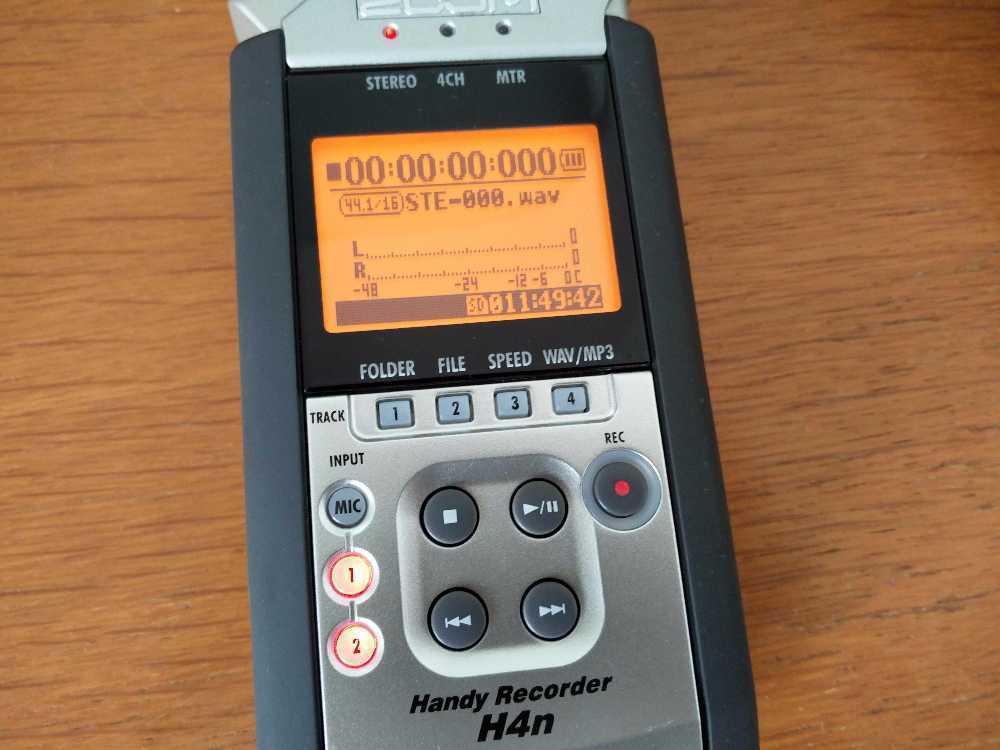 ZOOM
STEREO 4CH MTR
00:00:00:000
44.1/16 STE-000.wav
L 0
R 0
-48 -24 -12 -6 0 C
SD 011:49:42
FOLDER FILE SPEED WAV/MP3
TRACK 1 2 3 4
INPUT REC
MIC
1
2
Handy Recorder
H4n